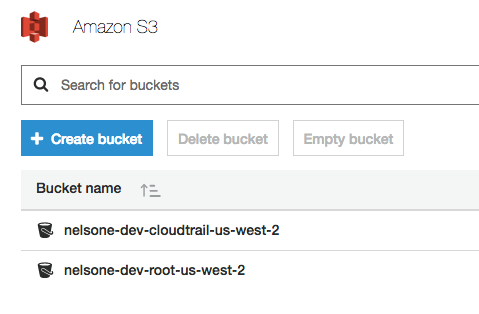 Amazon S3
Search for buckets
+ Create bucket Delete bucket Empty bucket
Bucket name
nelsone-dev-cloudtrail-us-west-2
nelsone-dev-root-us-west-2